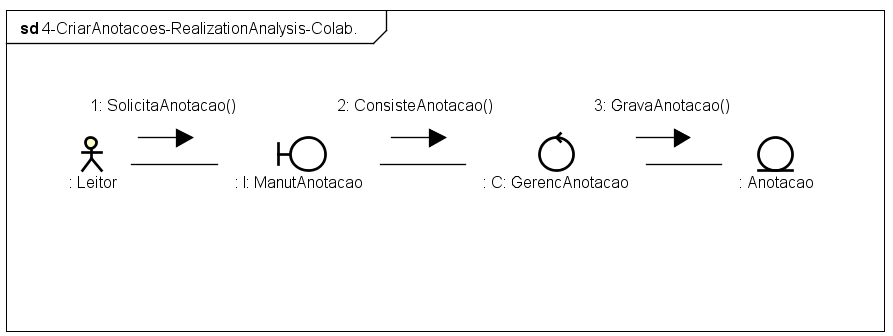 sd 4-CriarAnotacoes-RealizationAnalysis-Colab.
1: SolicitaAnotacao()
2: ConsisteAnotacao()
3: GravaAnotacao()
: Leitor
: I: ManutAnotacao
: C: GerencAnotacao
: Anotacao